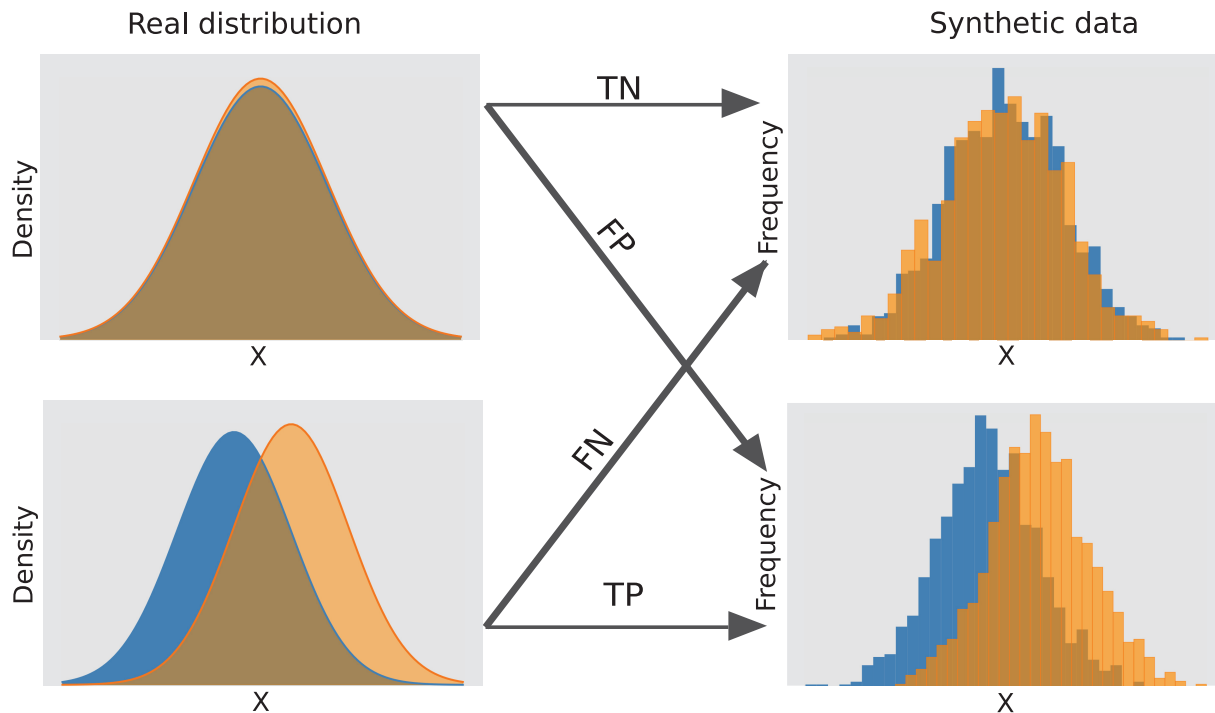 Real distribution
Synthetic data
Density
X
TN
FP
FN
TP
Frequency
X
Density
X
Frequency
X